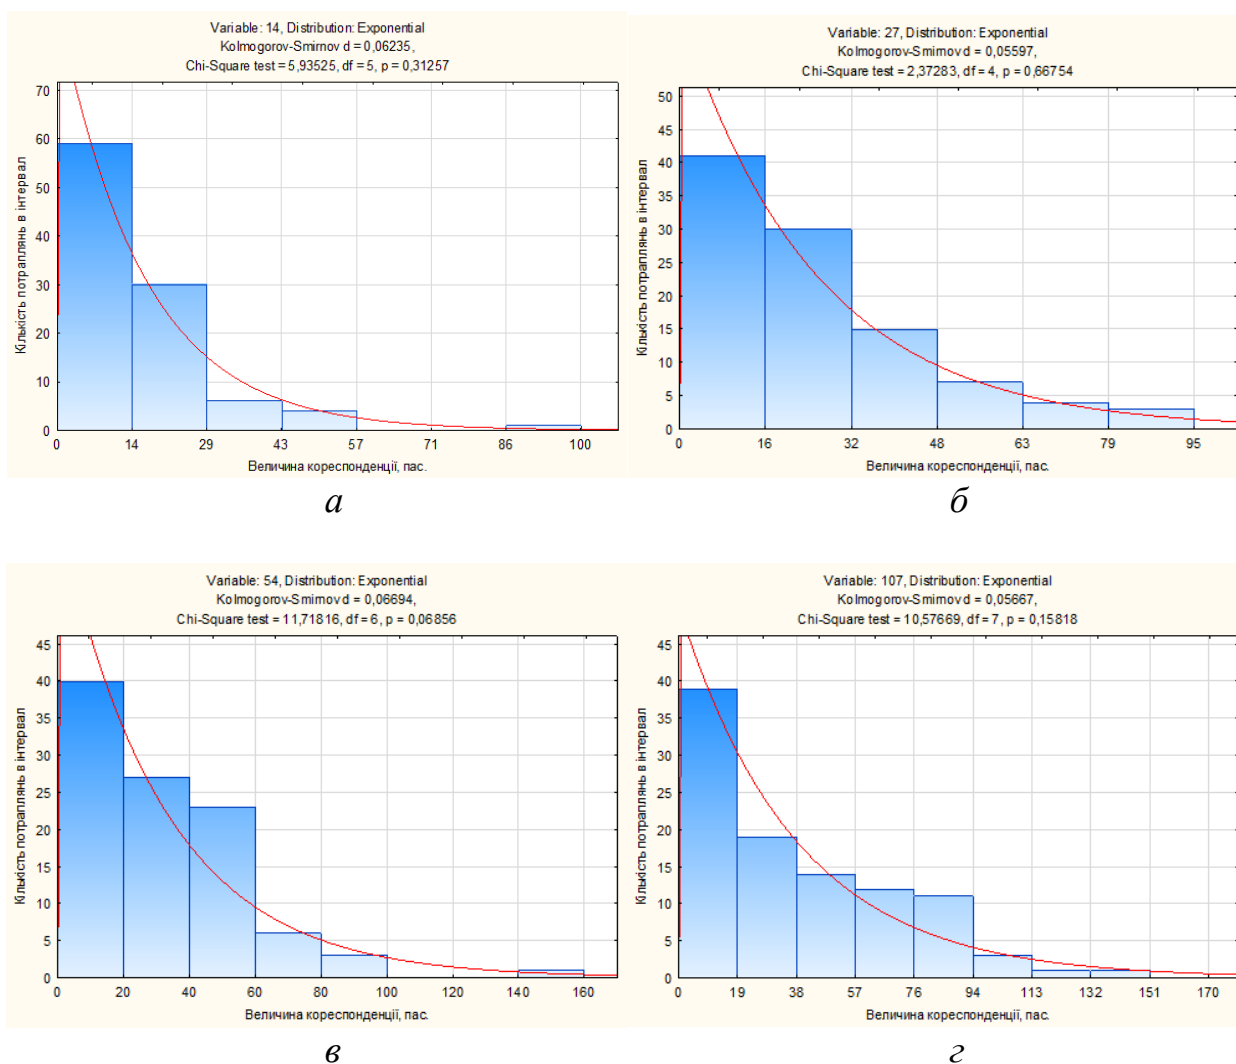 Variable: 14, Distribution: Exponential
Kolmogorov-Smirnov d = 0,06235,
Chi-Square test = 5,93525, df = 5, p = 0,31257
70
60
50
40
30
20
10
0
Кількість потраплянь в інтервал
0 14 29 43 57 71 86 100
Величина кореспонденції, пас.
а
Variable: 27, Distribution: Exponential
Kolmogorov-Smirnov d = 0,05597,
Chi-Square test = 2,37283, df = 4, p = 0,66754
50
45
40
35
30
25
20
15
10
5
0
Кількість потраплянь в інтервал
0 16 32 48 63 79 95
Величина кореспонденції, пас.
б
Variable: 54, Distribution: Exponential
Kolmogorov-Smirnov d = 0,06694,
Chi-Square test = 11,71816, df = 6, p = 0,06856
45
40
35
30
25
20
15
10
5
0
Кількість потраплянь в інтервал
0 20 40 60 80 100 120 140 160
Величина кореспонденції, пас.
в
Variable: 107, Distribution: Exponential
Kolmogorov-Smirnov d = 0,05667,
Chi-Square test = 10,57669, df = 7, p = 0,15818
45
40
35
30
25
20
15
10
5
0
Кількість потраплянь в інтервал
0 19 38 57 76 94 113 132 151 170
Величина кореспонденції, пас.
г